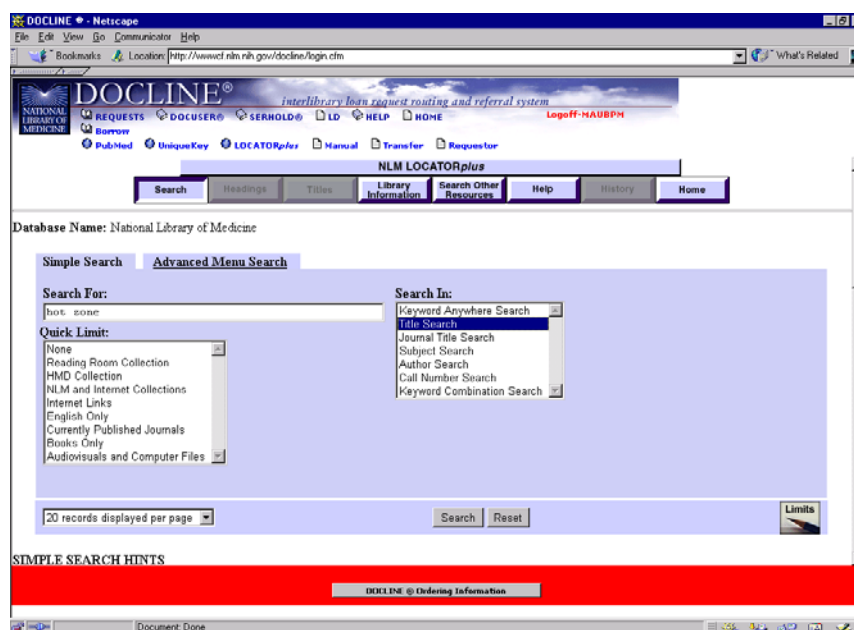 DOCLINE - Netscape
File Edit View Go Communicator Help
Bookmarks Location: http://wwwcf.nlm.nih.gov/docline/login.cfm What's Related
DOCLINE®
interlibrary loan request routing and referral system
NATIONAL LIBRARY OF MEDICINE
REQUESTS DOCUSER® SERHOLD® LD HELP HOME Logoff-MAUBPM
Borrow
PubMed UniqueKey LOCATORplus Manual Transfer Requestor
NLM LOCATORplus
Search Headings Titles Library Information Search Other Resources Help History Home
Database Name: National Library of Medicine
Simple Search Advanced Menu Search
Search For: Search In:
hot zone
Keyword Anywhere Search
Title Search
Journal Title Search
Subject Search
Author Search
Call Number Search
Keyword Combination Search
Quick Limit:
None
Reading Room Collection
HMD Collection
NLM and Internet Collections
Internet Links
English Only
Currently Published Journals
Books Only
Audiovisuals and Computer Files
20 records displayed per page Search Reset Limits
SIMPLE SEARCH HINTS
DOCLINE ® Ordering Information
Document: Done